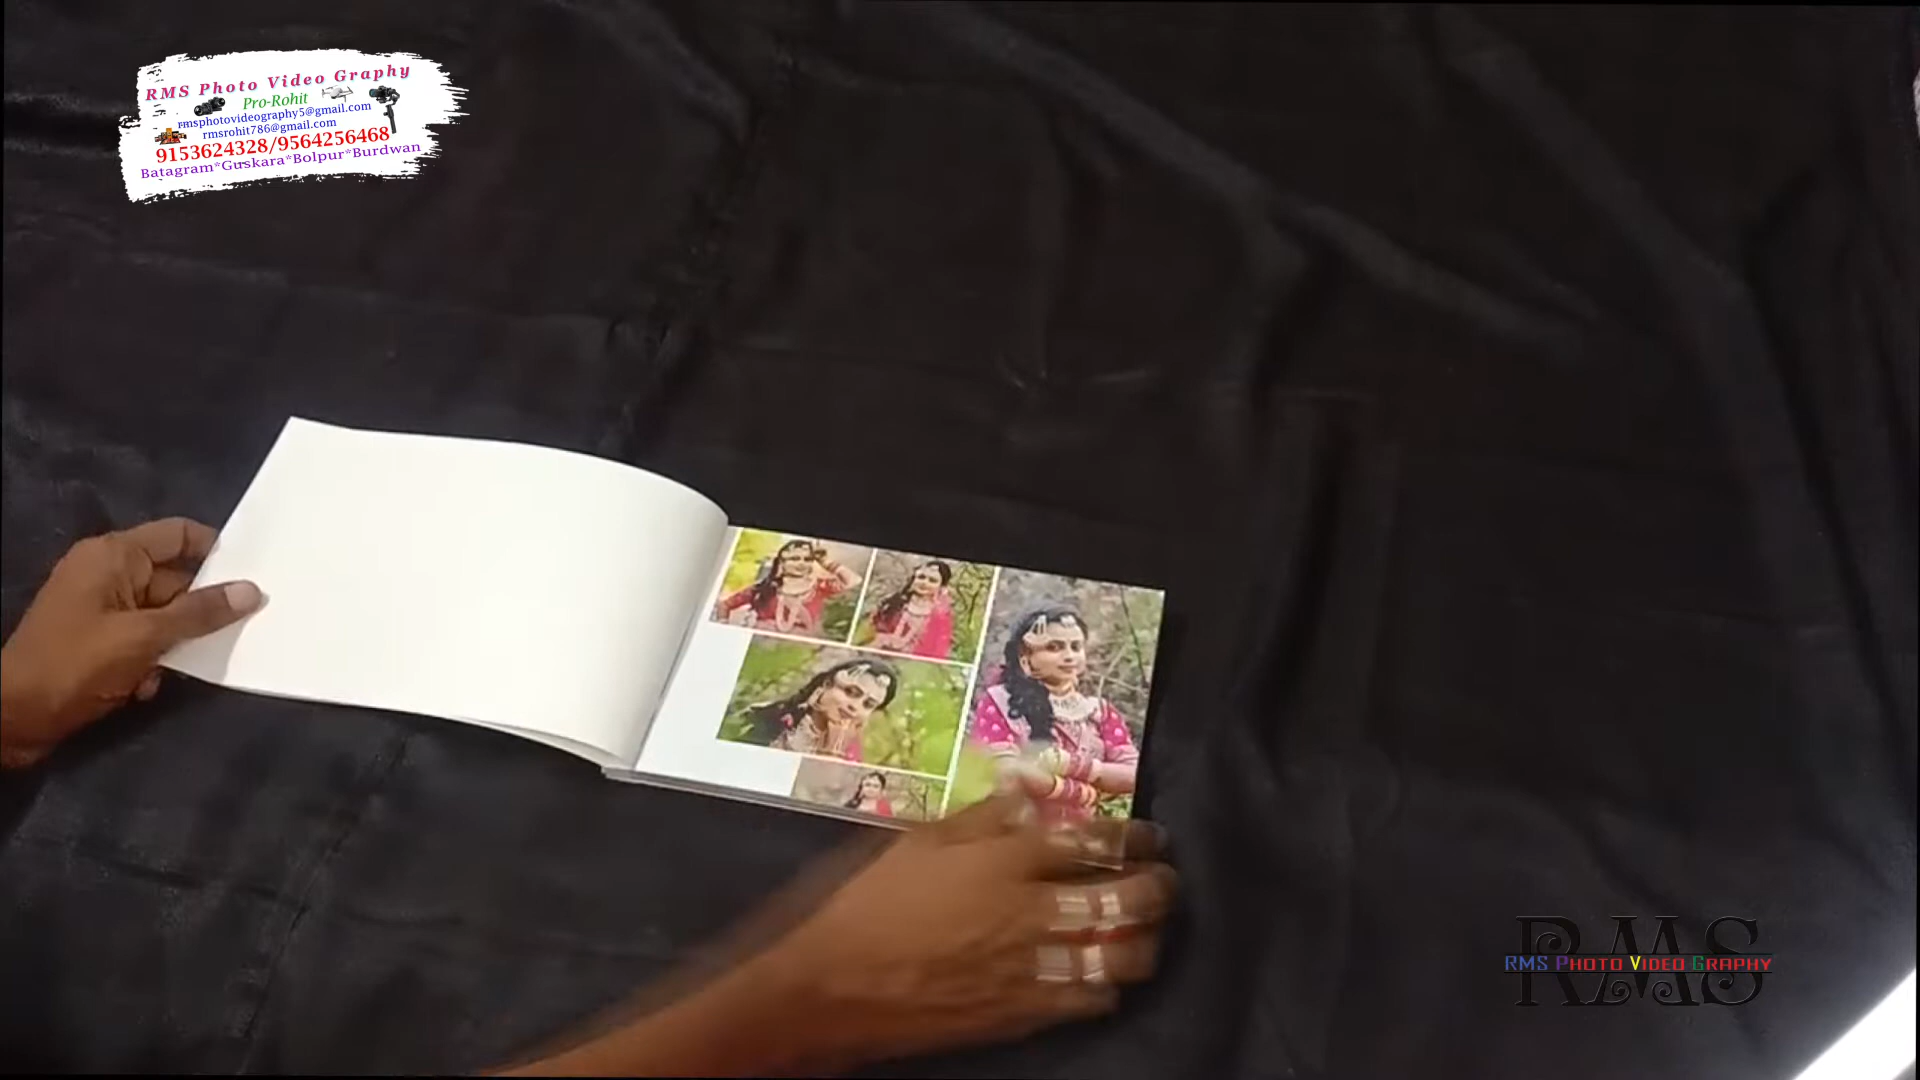 RMS Photo Video Graphy
Pro-Rohit
rmsphotovideography5@gmail.com
rmsrohit786@gmail.com
9153624328/9564256468
Batagram*Guskara*Bolpur*Burdwan
RMS
RMS Photo Video Graphy